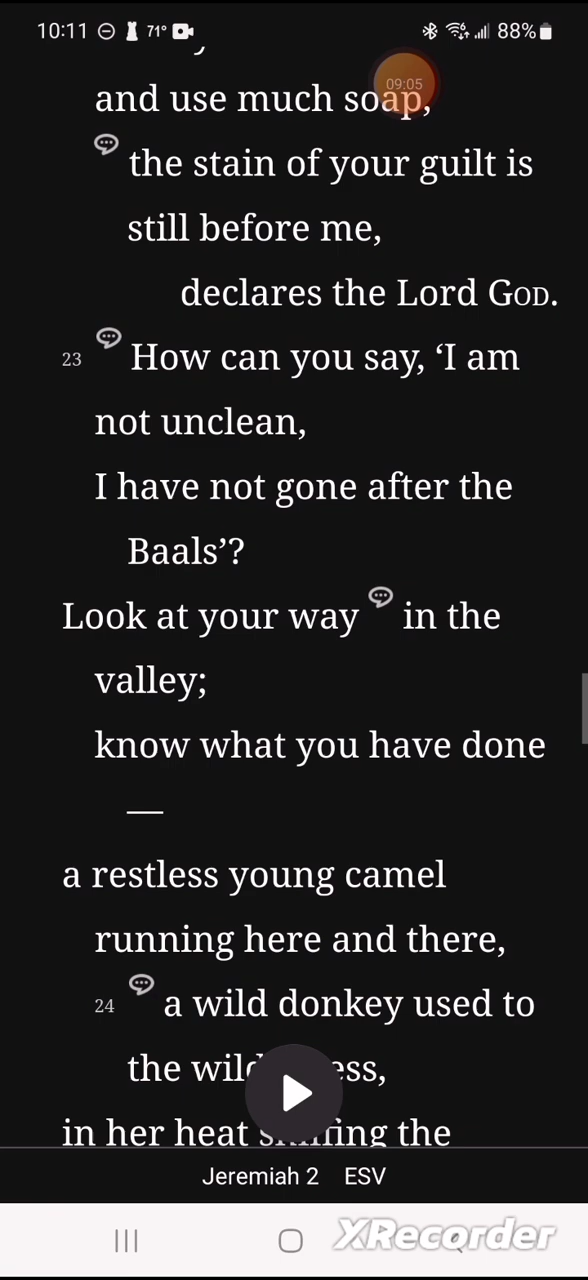 10:11 71° 88%
09:05
and use much soap,
the stain of your guilt is
still before me,
declares the Lord GOD.
23 How can you say, ‘I am
not unclean,
I have not gone after the
Baals’?
Look at your way in the
valley;
know what you have done
—
a restless young camel
running here and there,
24 a wild donkey used to
the
in her heat the
Jeremiah 2 ESV
XRecorder